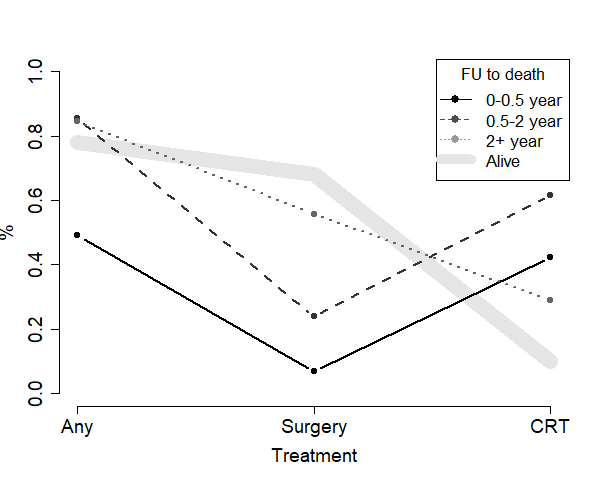 FU to death
0-0.5 year
0.5-2 year
2+ year
Alive
%
1.0
0.8
0.6
0.4
0.2
0.0
Any Surgery CRT
Treatment